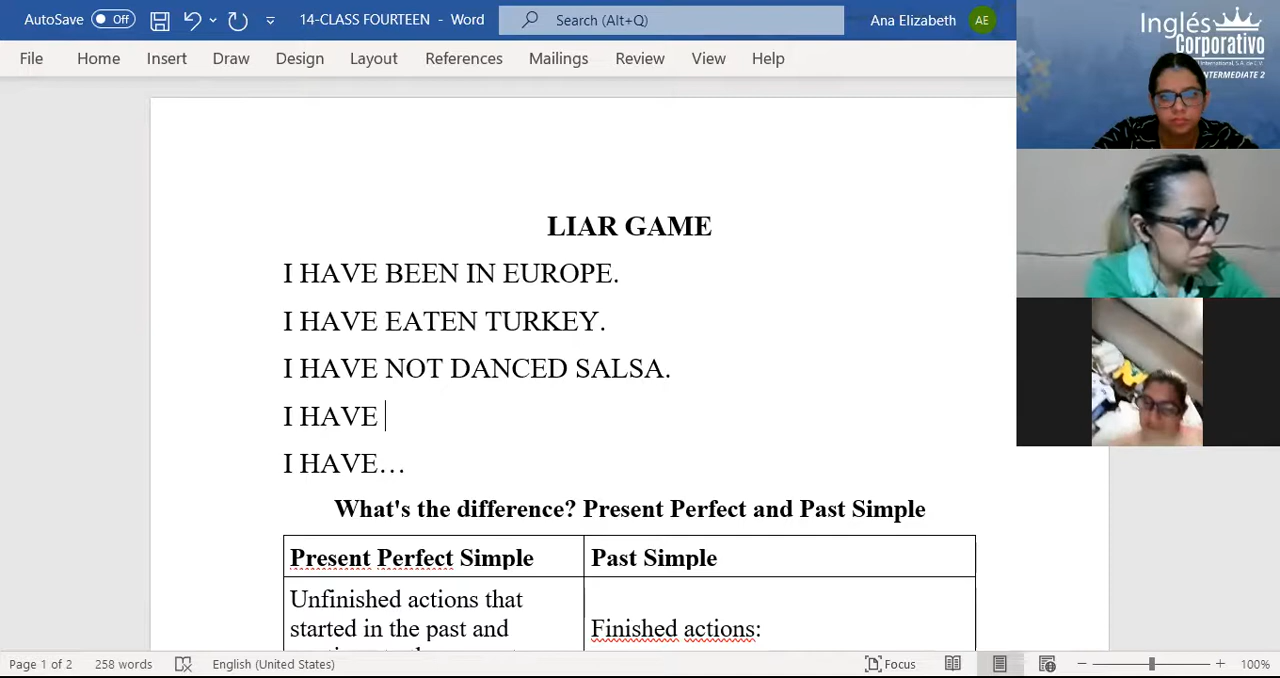 AutoSave Off 14-CLASS FOURTEEN - Word Search (Alt+Q) Ana Elizabeth AE
File Home Insert Draw Design Layout References Mailings Review View Help
Inglés
Corporativo
International, S.A. de C.V.
INTERMEDIATE 2
LIAR GAME
I HAVE BEEN IN EUROPE.
I HAVE EATEN TURKEY.
I HAVE NOT DANCED SALSA.
I HAVE
I HAVE…
What's the difference? Present Perfect and Past Simple
Present Perfect Simple Past Simple
Unfinished actions that
started in the past and
Finished actions:
Page 1 of 2 258 words English (United States) Focus 100%